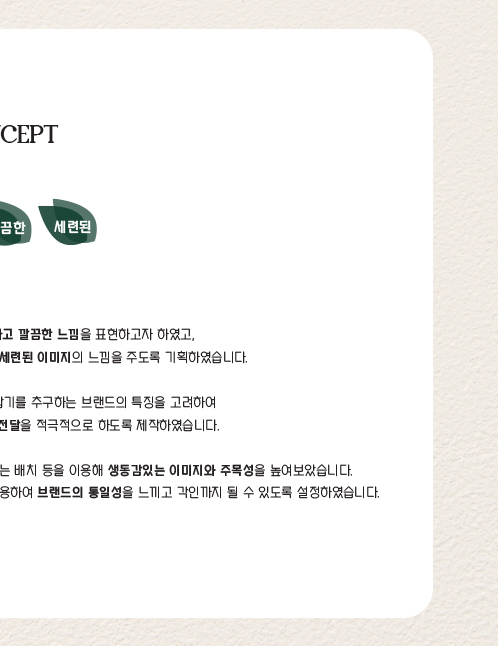 CEPT
끔한 세련된
고 깔끔한 느낌을 표현하고자 하였고,
세련된 이미지의 느낌을 주도록 기획하였습니다.
기를 추구하는 브랜드의 특징을 고려하여
전달을 적극적으로 하도록 제작하였습니다.
는 배치 등을 이용해 생동감있는 이미지와 주목성을 높여보았습니다.
용하여 브랜드의 통일성을 느끼고 각인까지 될 수 있도록 설정하였습니다.